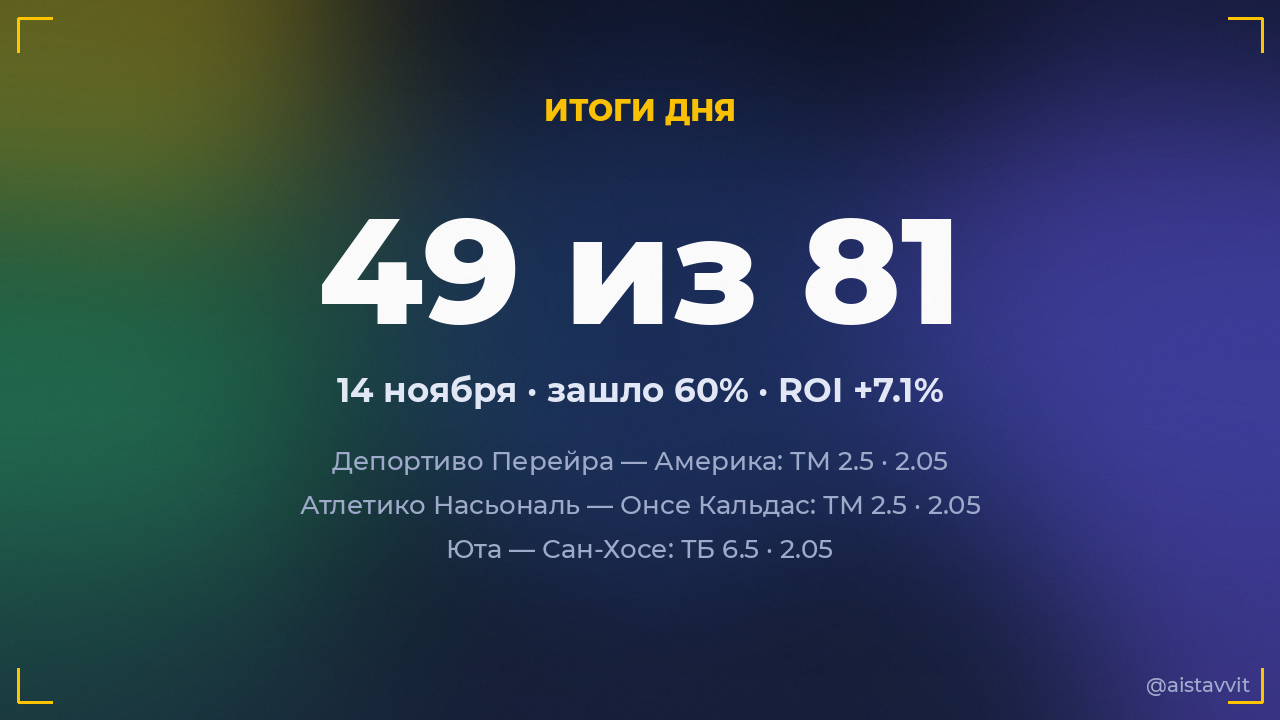 ИТОГИ ДНЯ
49 из 81
14 ноября · зашло 60% · ROI +7.1%
Депортиво Перейра — Америка: ТМ 2.5 · 2.05
Атлетико Насьональ — Онсе Кальдас: ТМ 2.5 · 2.05
Юта — Сан-Хосе: ТБ 6.5 · 2.05
@aistavvit